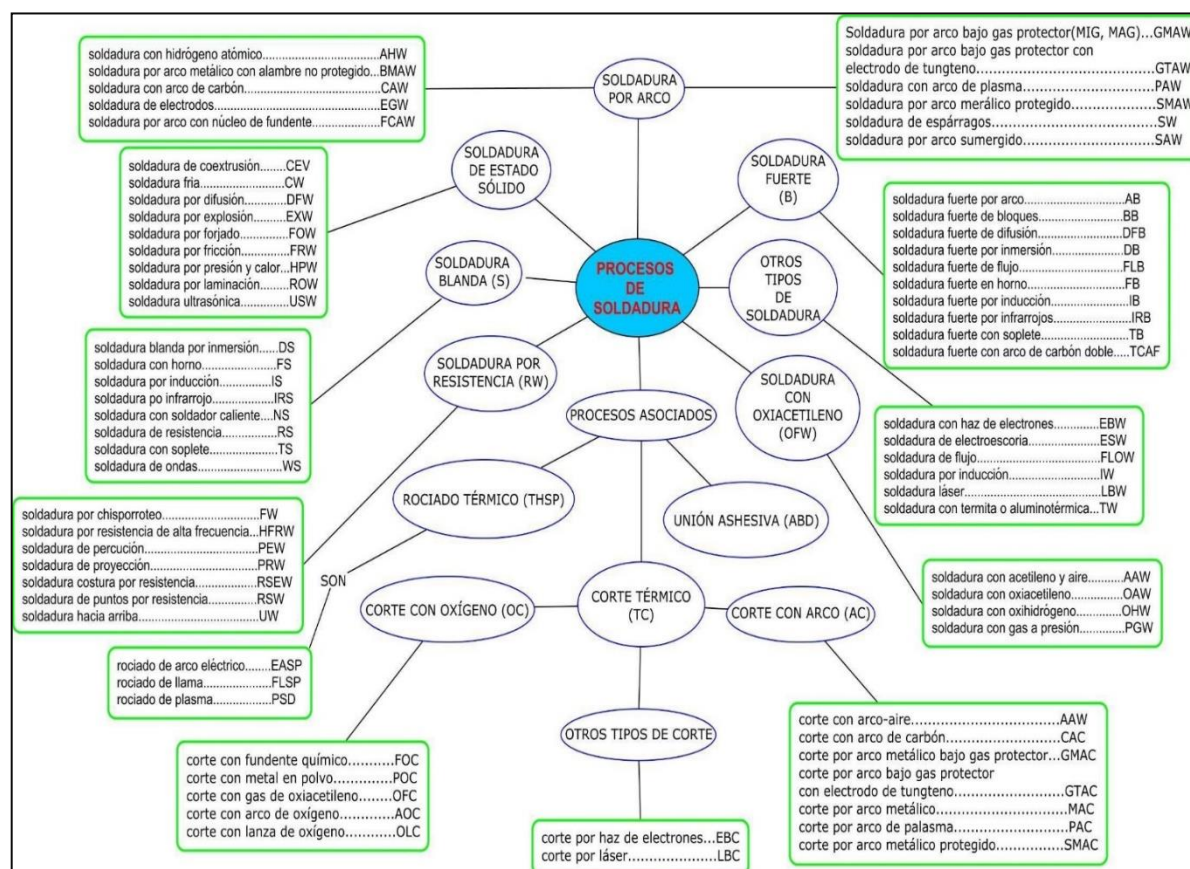 soldadura con hidrógeno atómico..............AHW
soldadura por arco metálico con alambre no protegido...BMAW
soldadura con arco de carbón.................CAW
soldadura de electrodos..........................EGW
soldadura por arco con núcleo de fundente.....FCAW
SOLDADURA
POR ARCO
Soldadura por arco bajo gas protector(MIG, MAG)...GMAW
soldadura por arco bajo gas protector con
electrodo de tungteno............................GTAW
soldadura con arco de plasma......................PAW
soldadura por arco merálico protegido...........SMAW
soldadura de espárragos...........................SW
soldadura por arco sumergido......................SAW
SOLDADURA
DE ESTADO
SÓLIDO
soldadura de coextrusión.......CEV
soldadura fria.....................CW
soldadura por difusión..........DFW
soldadura por explosión.........EXW
soldadura por forjado............FOW
soldadura por fricción...........FRW
soldadura por presión y calor...HPW
soldadura por laminación.......ROW
soldadura ultrasónica...........USW
SOLDADURA
FUERTE
(B)
soldadura fuerte por arco......................AB
soldadura fuerte de bloques....................BB
soldadura fuerte de difusión...................DFB
soldadura fuerte por inmersión.................DB
soldadura fuerte de flujo......................FLB
soldadura fuerte en horno......................FB
soldadura fuerte por inducción.................IB
soldadura fuerte por infrarrojos...............IRB
soldadura fuerte con soplete...................TB
soldadura fuerte con arco de carbón doble....TCAF
PROCESOS
DE
SOLDADURA
SOLDADURA
BLANDA (S)
soldadura blanda por inmersión......DS
soldadura con horno..................FS
soldadura por inducción..............IS
soldadura po infrarrojo..............IRS
soldadura con soldador caliente....NS
soldadura de resistencia.............RS
soldadura con soplete................TS
soldadura de ondas...................WS
OTROS
TIPOS
DE
SOLDADURA
soldadura con haz de electrones...........EBW
soldadura de electroescoria................ESW
soldadura de flujo..........................FLOW
soldadura por inducción....................IW
soldadura láser.............................LBW
soldadura con termita o aluminotérmica...TW
SOLDADURA POR
RESISTENCIA (RW)
soldadura por chisporroteo....................FW
soldadura por resistencia de alta frecuencia...HFRW
soldadura de percución........................PEW
soldadura de proyección.......................PRW
soldadura costura por resistencia............RSEW
soldadura de puntos por resistencia..........RSW
soldadura hacia arriba........................UW
SOLDADURA
CON
OXIACETILENO
(OFW)
soldadura con acetileno y aire.......AAW
soldadura con oxiacetileno...........OAW
soldadura con oxihidrógeno..........OHW
soldadura con gas a presión..........PGW
PROCESOS ASOCIADOS
ROCIADO TÉRMICO (THSP)
SON
rociado de arco eléctrico........EASP
rociado de llama.................FLSP
rociado de plasma................PSD
UNIÓN ASHESIVA (ABD)
CORTE TÉRMICO
(TC)
CORTE CON OXÍGENO (OC)
corte con fundente químico...........FOC
corte con metal en polvo.............POC
corte con gas de oxiacetileno.......OFC
corte con arco de oxígeno...........AOC
corte con lanza de oxígeno..........OLC
OTROS TIPOS DE CORTE
corte por haz de electrones...EBC
corte por láser....................LBC
CORTE CON ARCO (AC)
corte con arco-aire..........................AAW
corte con arco de carbón.....................CAC
corte por arco metálico bajo gas protector...GMAC
corte por arco bajo gas protector
con electrodo de tungteno....................GTAC
corte por arco metálico......................MAC
corte por arco de palasma....................PAC
corte por arco metálico protegido............SMAC